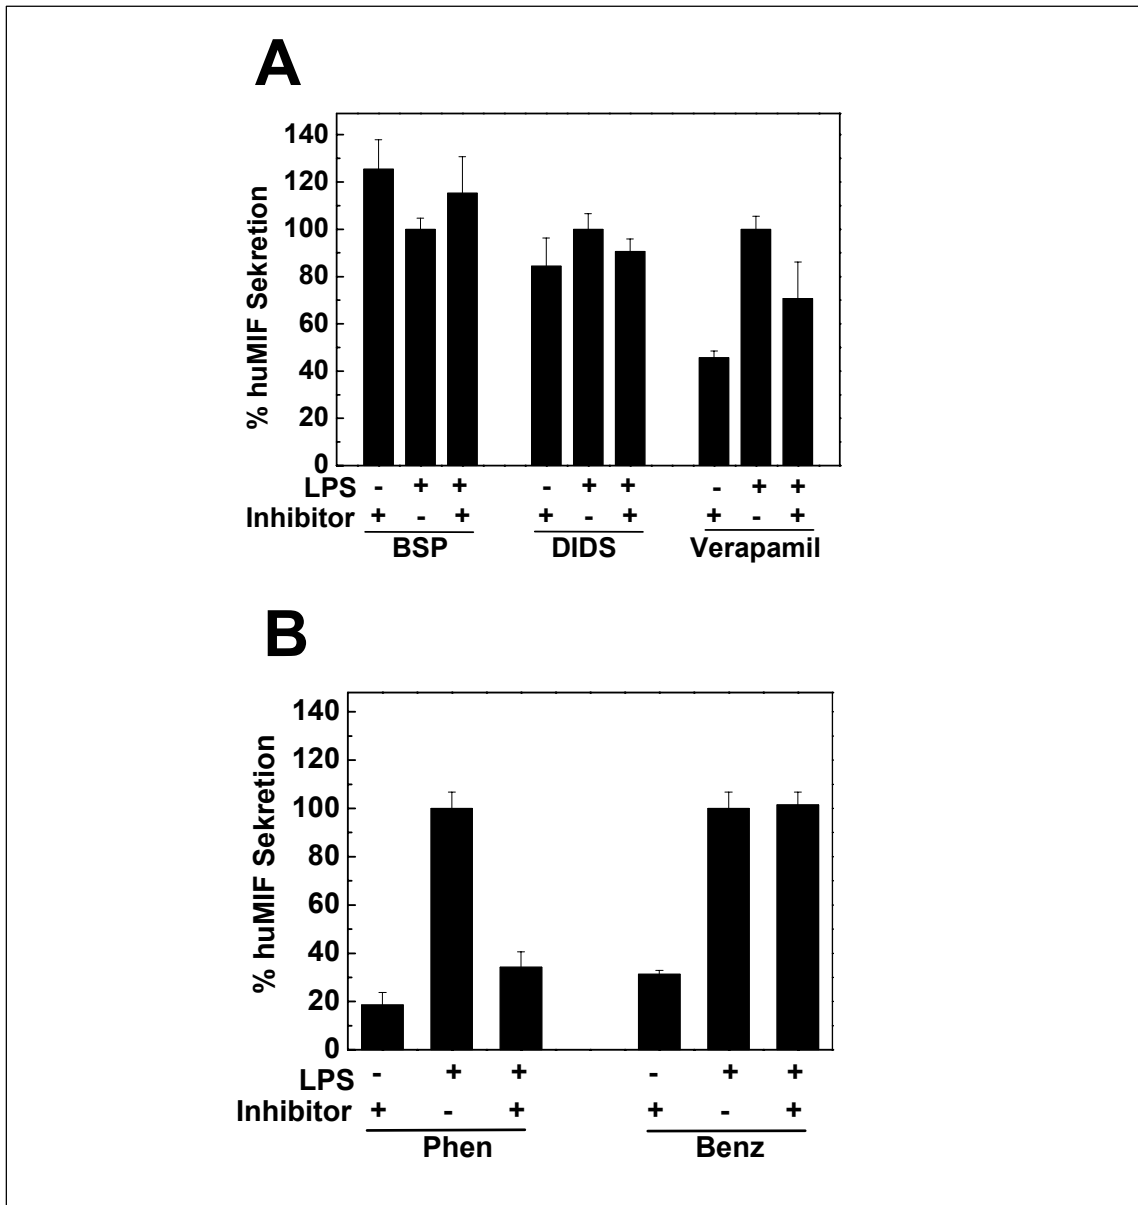 A
% huMIF Sekretion
140
120
100
80
60
40
20
0
LPS - + + - + + - + +
Inhibitor + - + + - + + - +
BSP DIDS Verapamil
B
% huMIF Sekretion
140
120
100
80
60
40
20
0
LPS - + + - + +
Inhibitor + - + + - +
Phen Benz